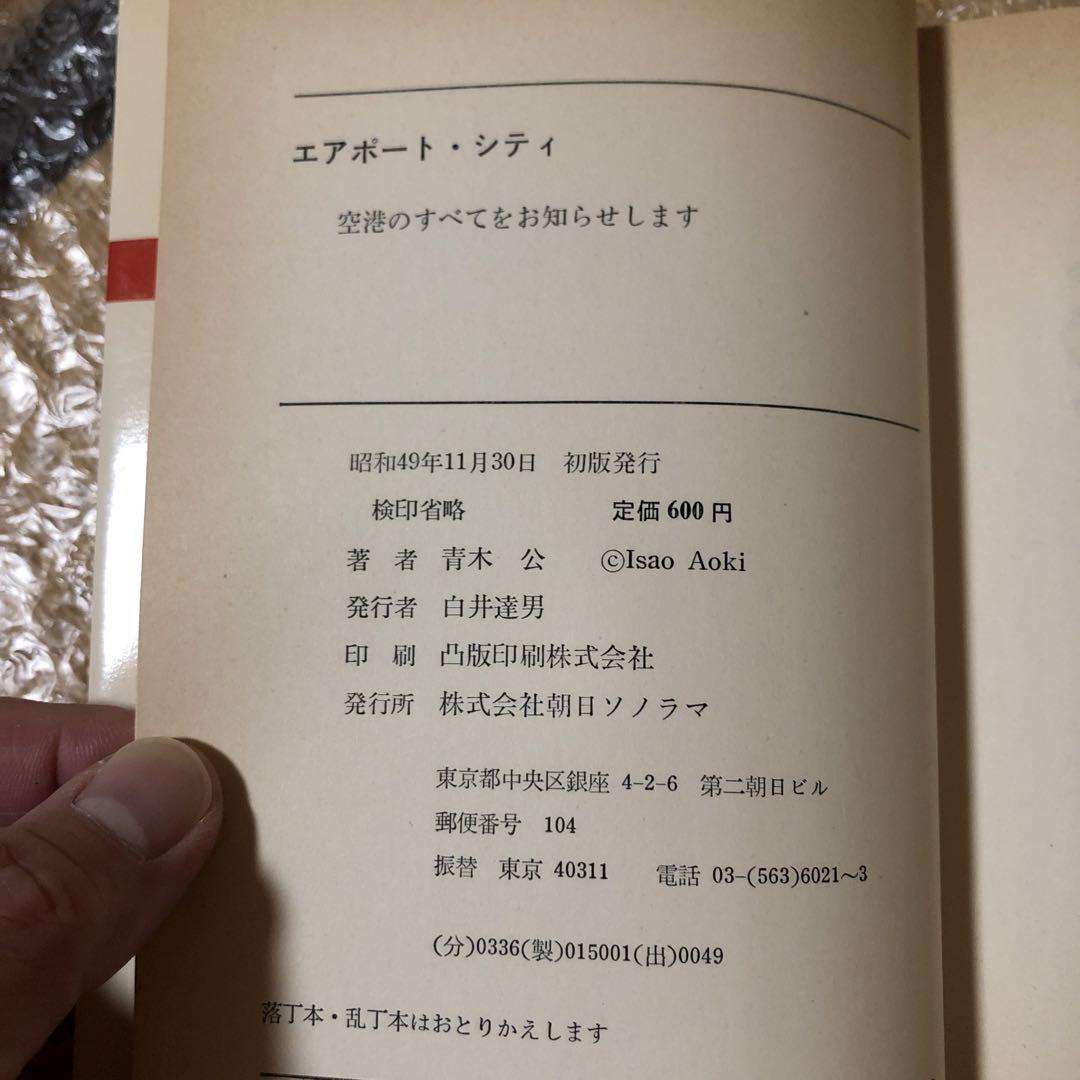 エアポート・シティ
空港のすべてをお知らせします
昭和49年11月30日 初版発行
検印省略 定価600円
著者 青木 公 ©Isao Aoki
発行者 白井達男
印刷 凸版印刷株式会社
発行所 株式会社朝日ソノラマ
東京都中央区銀座 4-2-6 第二朝日ビル
郵便番号 104
振替 東京 40311 電話 03-(563)6021〜3
(分)0336(製)015001(出)0049
落丁本・乱丁本はおとりかえします